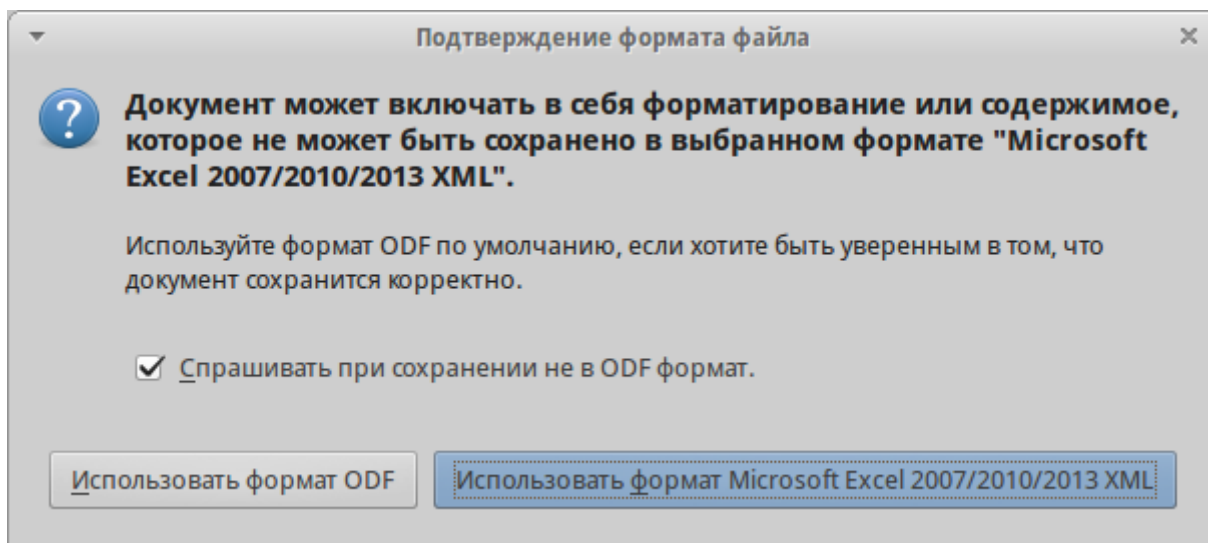 Подтверждение формата файла
Документ может включать в себя форматирование или содержимое,
которое не может быть сохранено в выбранном формате "Microsoft
Excel 2007/2010/2013 XML".
Используйте формат ODF по умолчанию, если хотите быть уверенным в том, что
документ сохранится корректно.
Спрашивать при сохранении не в ODF формат.
Использовать формат ODF
Использовать формат Microsoft Excel 2007/2010/2013 XML